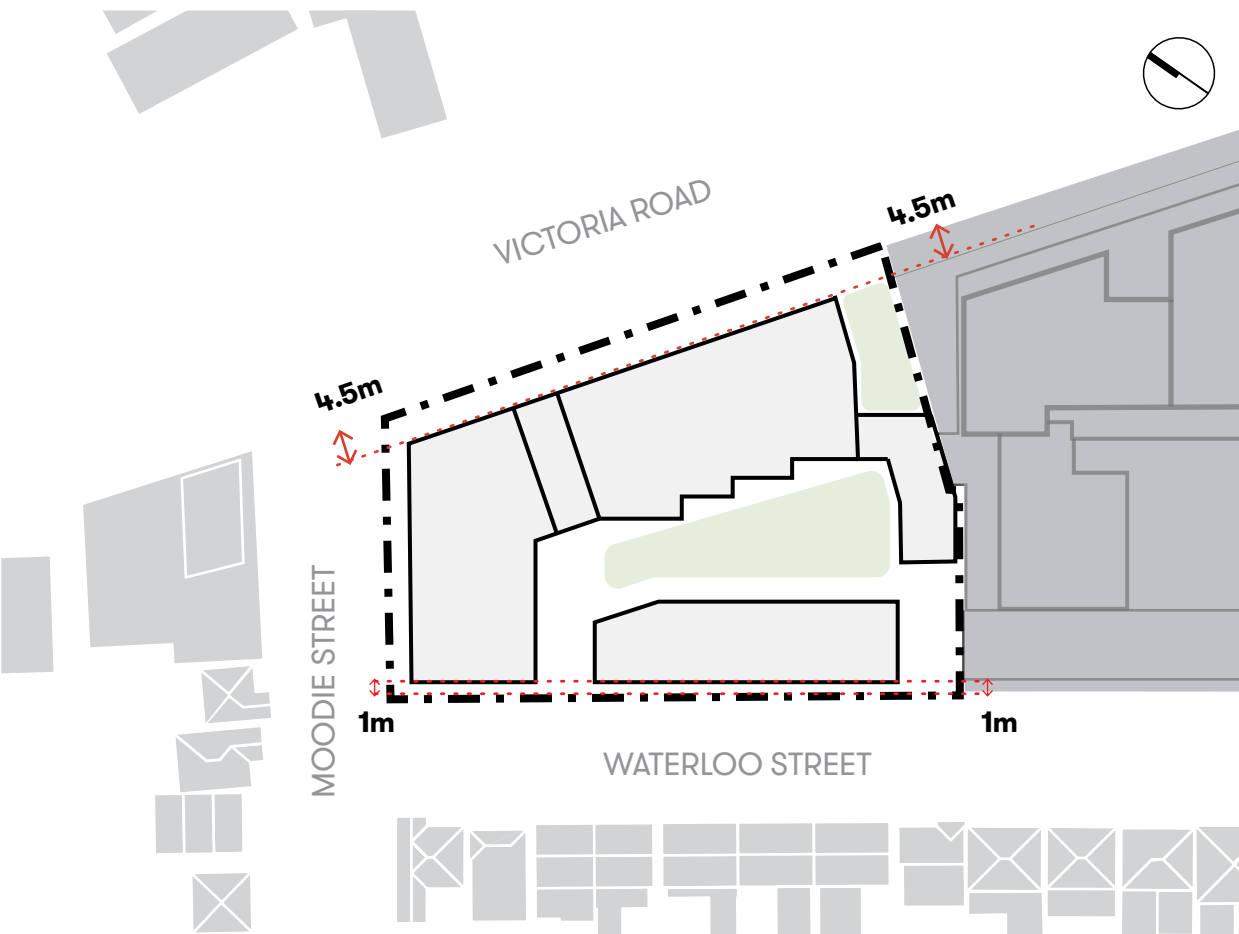 VICTORIA ROAD
4.5m
4.5m
MOODIE STREET
1m
1m
WATERLOO STREET